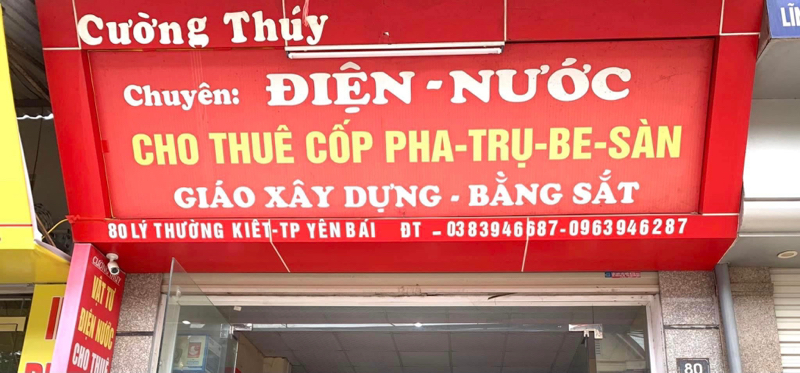 Cường Thúy
Chuyên: ĐIỆN - NƯỚC
CHO THUÊ CỐP PHA-TRỤ-BE-SÀN
GIÁO XÂY DỰNG - BẰNG SẮT
80 LÝ THƯỜNG KIỆT-TP YÊN BÁI ĐT - 0383946687-0963946287
VẬT TƯ
ĐIỆN NƯỚC
CHO THUÊ
80
LĨ